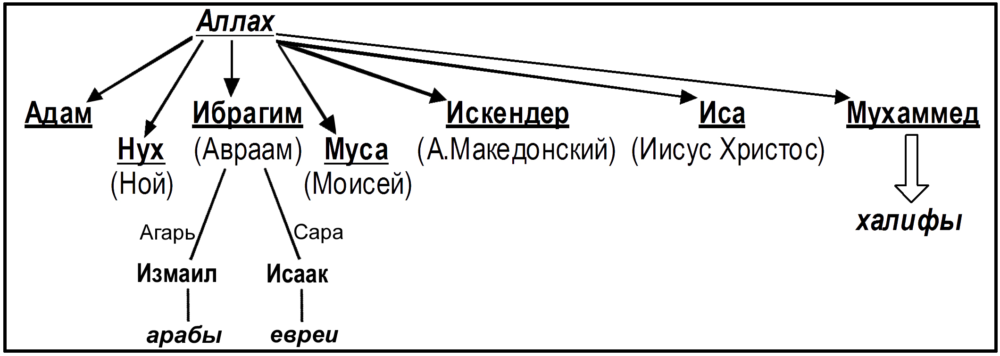 Аллах
Адам
Ибрагим
Искендер
Иса
Мухаммед
Нух
(Авраам)
Муса
(А.Македонский)
(Иисус Христос)
(Ной)
(Моисей)
халифы
Агарь
Сара
Измаил
Исаак
арабы
евреи